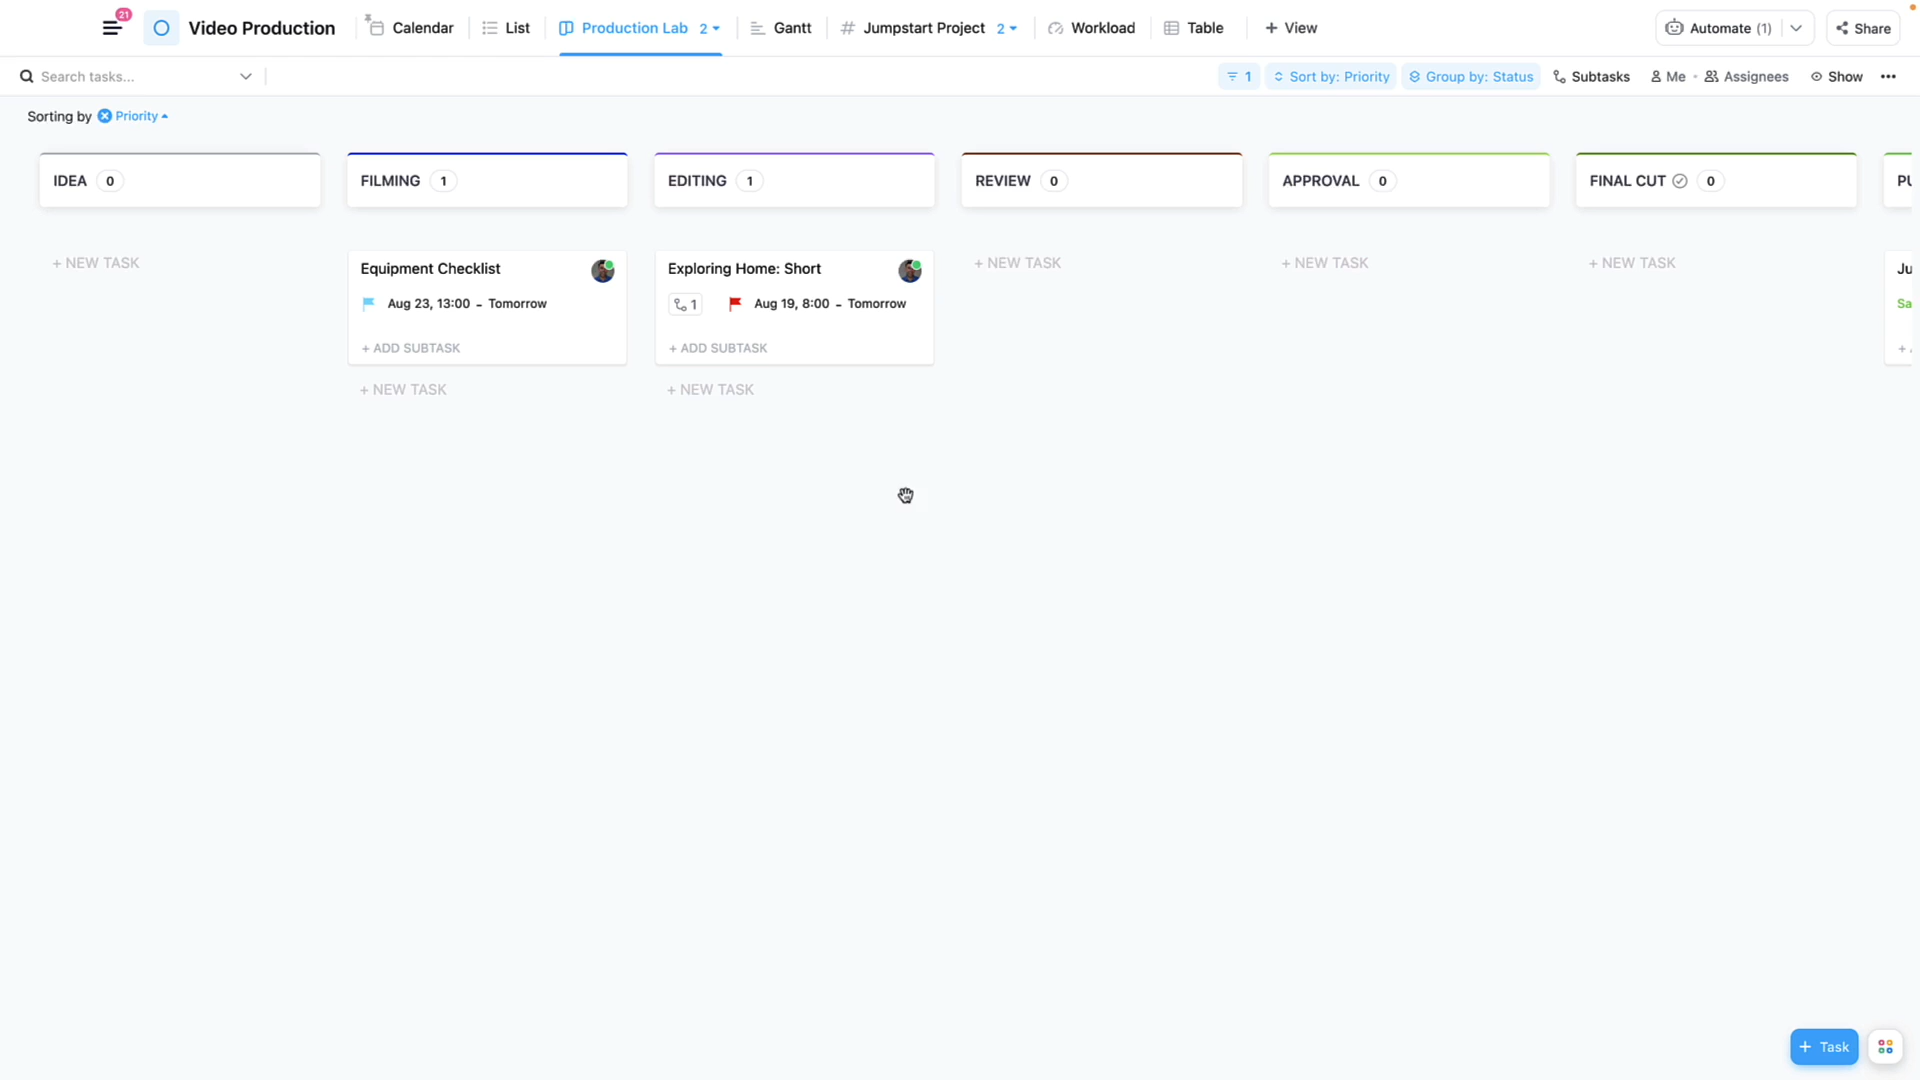 21
Video Production
Calendar
List
Production Lab 2
Gantt
Jumpstart Project 2
Workload
Table
+ View
Automate (1)
Share
Search tasks...
1
Sort by: Priority
Group by: Status
Subtasks
Me
Assignees
Show
Sorting by Priority
IDEA 0
FILMING 1
EDITING 1
REVIEW 0
APPROVAL 0
FINAL CUT 0
PU
+ NEW TASK
Equipment Checklist
Aug 23, 13:00 - Tomorrow
+ ADD SUBTASK
+ NEW TASK
Exploring Home: Short
1
Aug 19, 8:00 - Tomorrow
+ ADD SUBTASK
+ NEW TASK
+ NEW TASK
+ NEW TASK
+ NEW TASK
Ju
Sa
+ Task